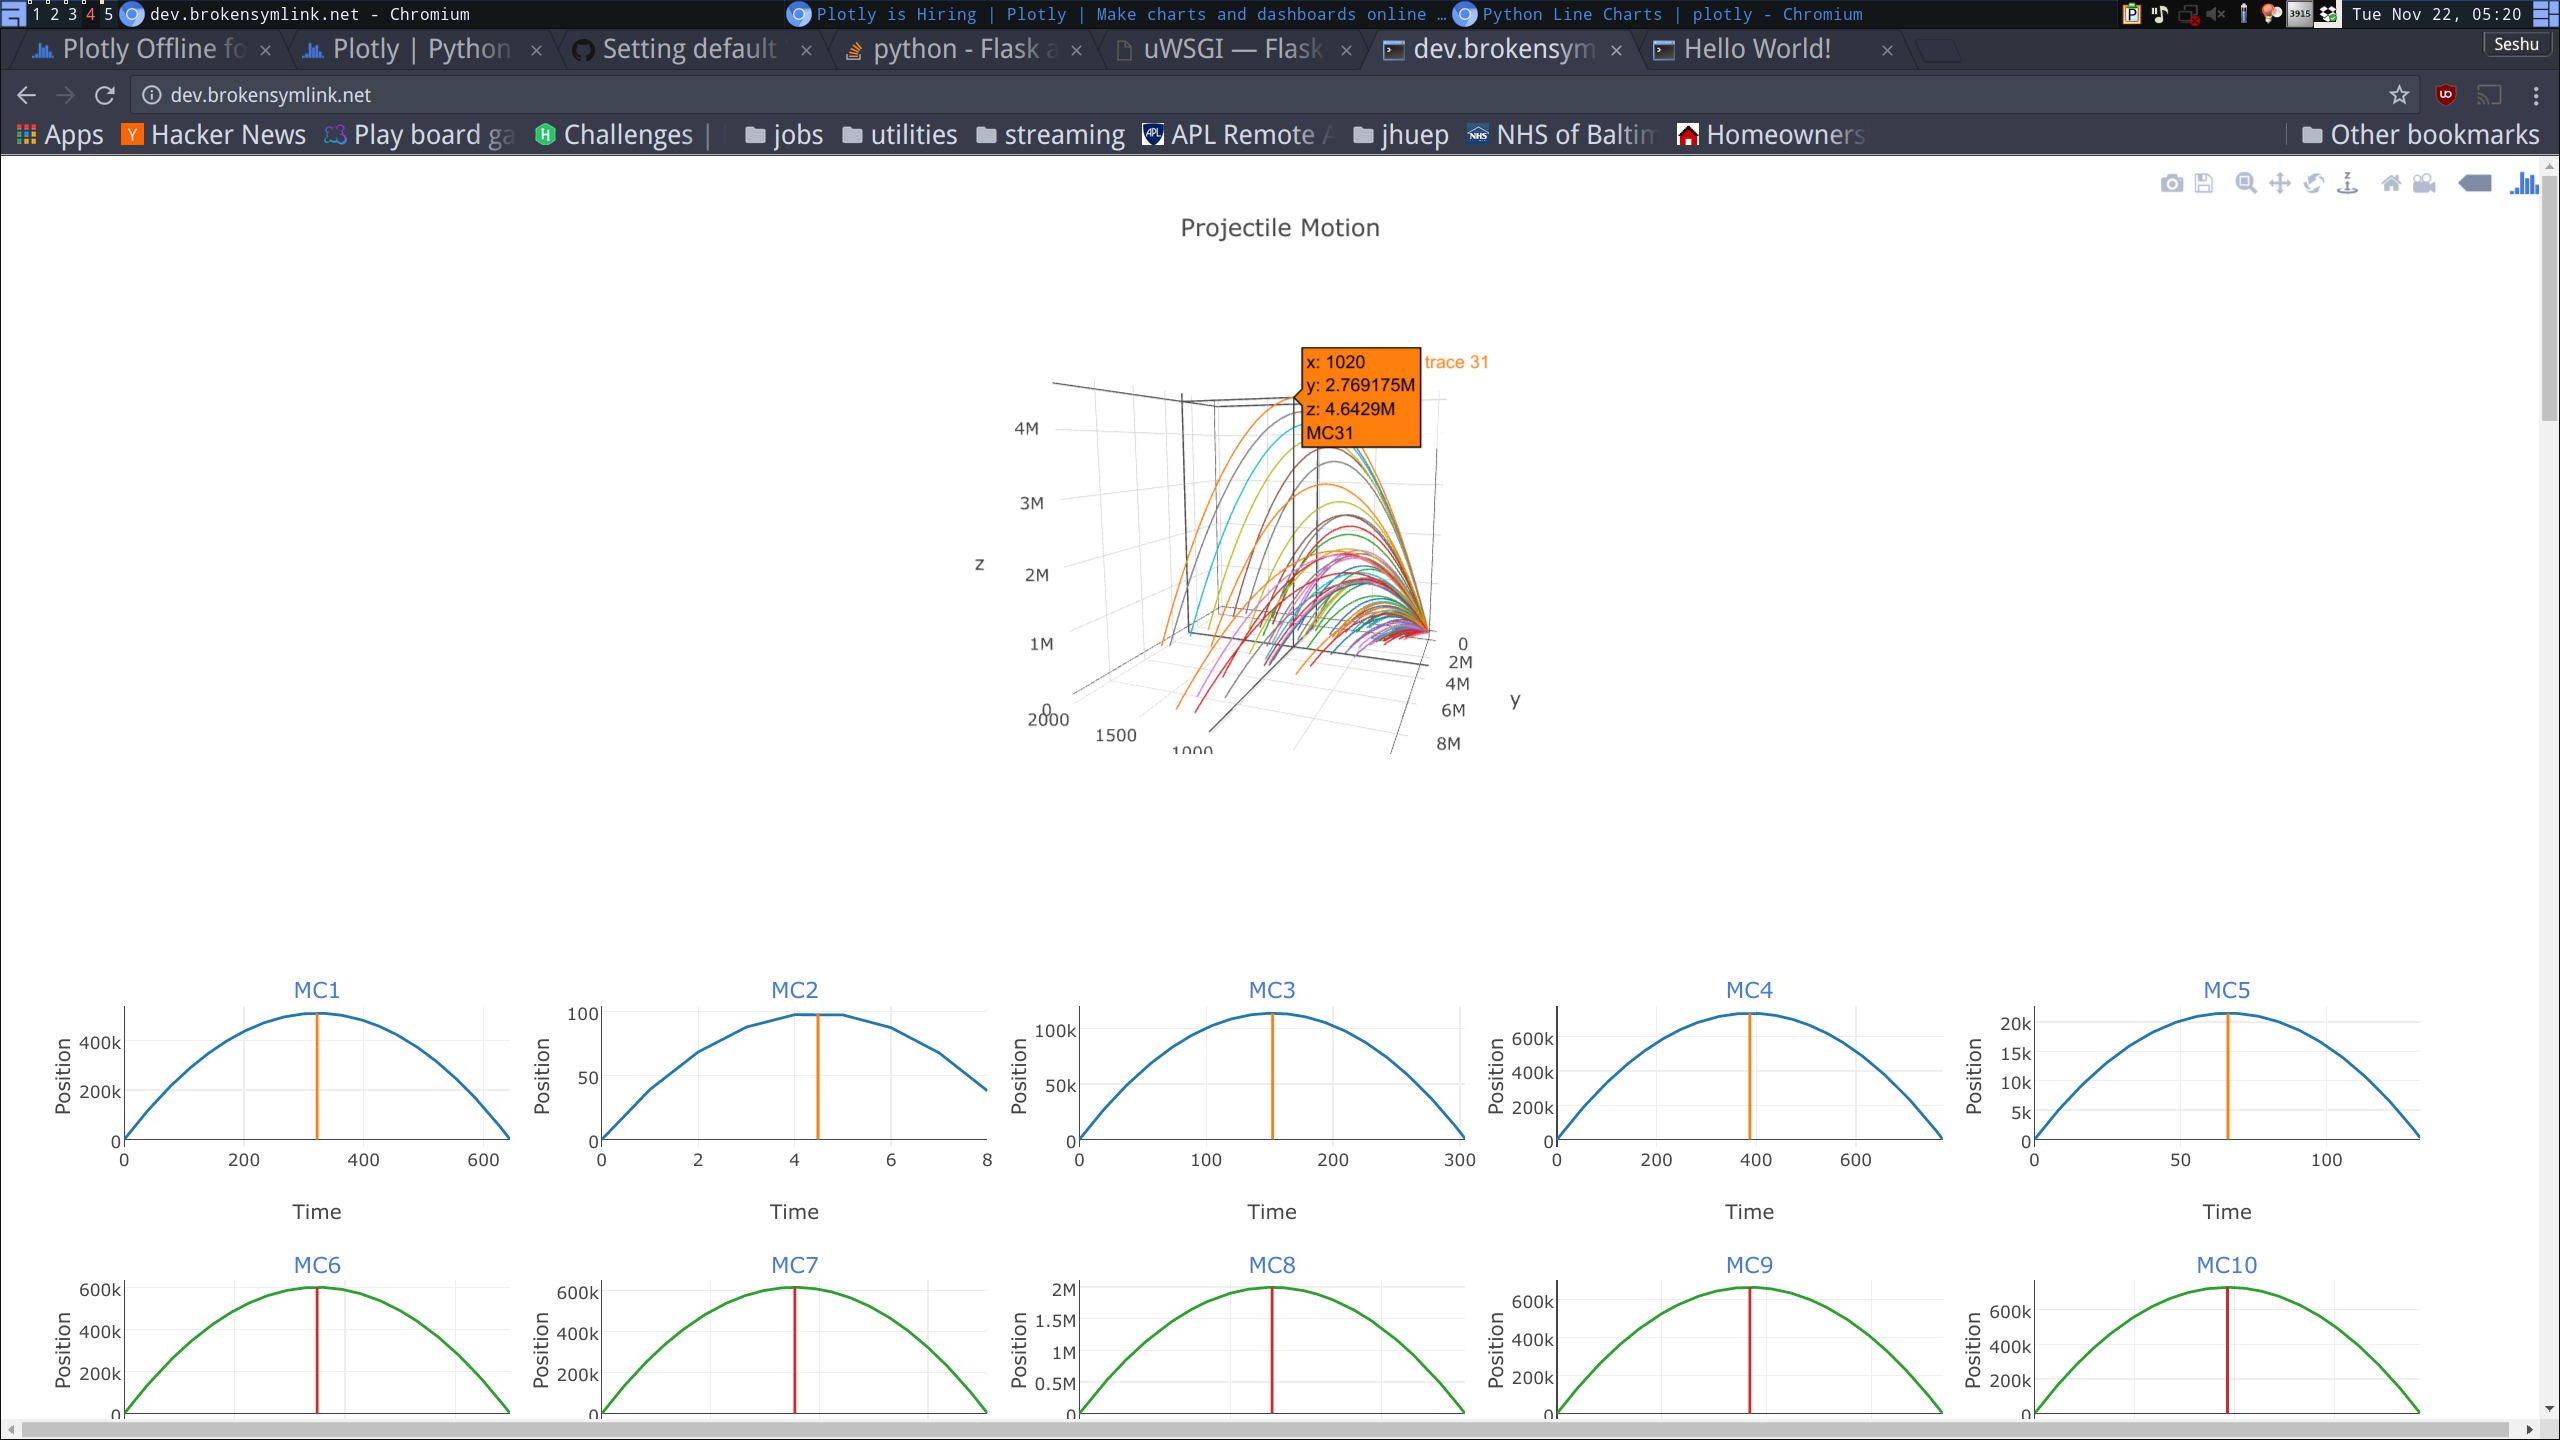 1 2 3 4 5 dev.brokensymlink.net - Chromium Plotly is Hiring | Plotly | Make charts and dashboards online … Python Line Charts | plotly - Chromium 3915 Tue Nov 22, 05:20
Plotly Offline fo Plotly | Python Setting default python - Flask a uWSGI — Flask dev.brokensym Hello World! Seshu
dev.brokensymlink.net
Apps Hacker News Play board ga Challenges | jobs utilities streaming APL Remote A jhuep NHS of Baltim Homeowners Other bookmarks
Projectile Motion
x: 1020 trace 31
y: 2.769175M
z: 4.6429M
MC31
4M
3M
z
2M
1M
0
2000
1500
1000
0
2M
4M
6M
8M
y
MC1 MC2 MC3 MC4 MC5
Position 400k 200k 0
0 200 400 600
Time
Position 100 50 0
0 2 4 6 8
Time
Position 100k 50k 0
0 100 200 300
Time
Position 600k 400k 200k 0
0 200 400 600
Time
Position 20k 15k 10k 5k 0
0 50 100
Time
MC6 MC7 MC8 MC9 MC10
Position 600k 400k 200k 0
Position 600k 400k 200k 0
Position 2M 1.5M 1M 0.5M 0
Position 600k 400k 200k 0
Position 600k 400k 200k 0